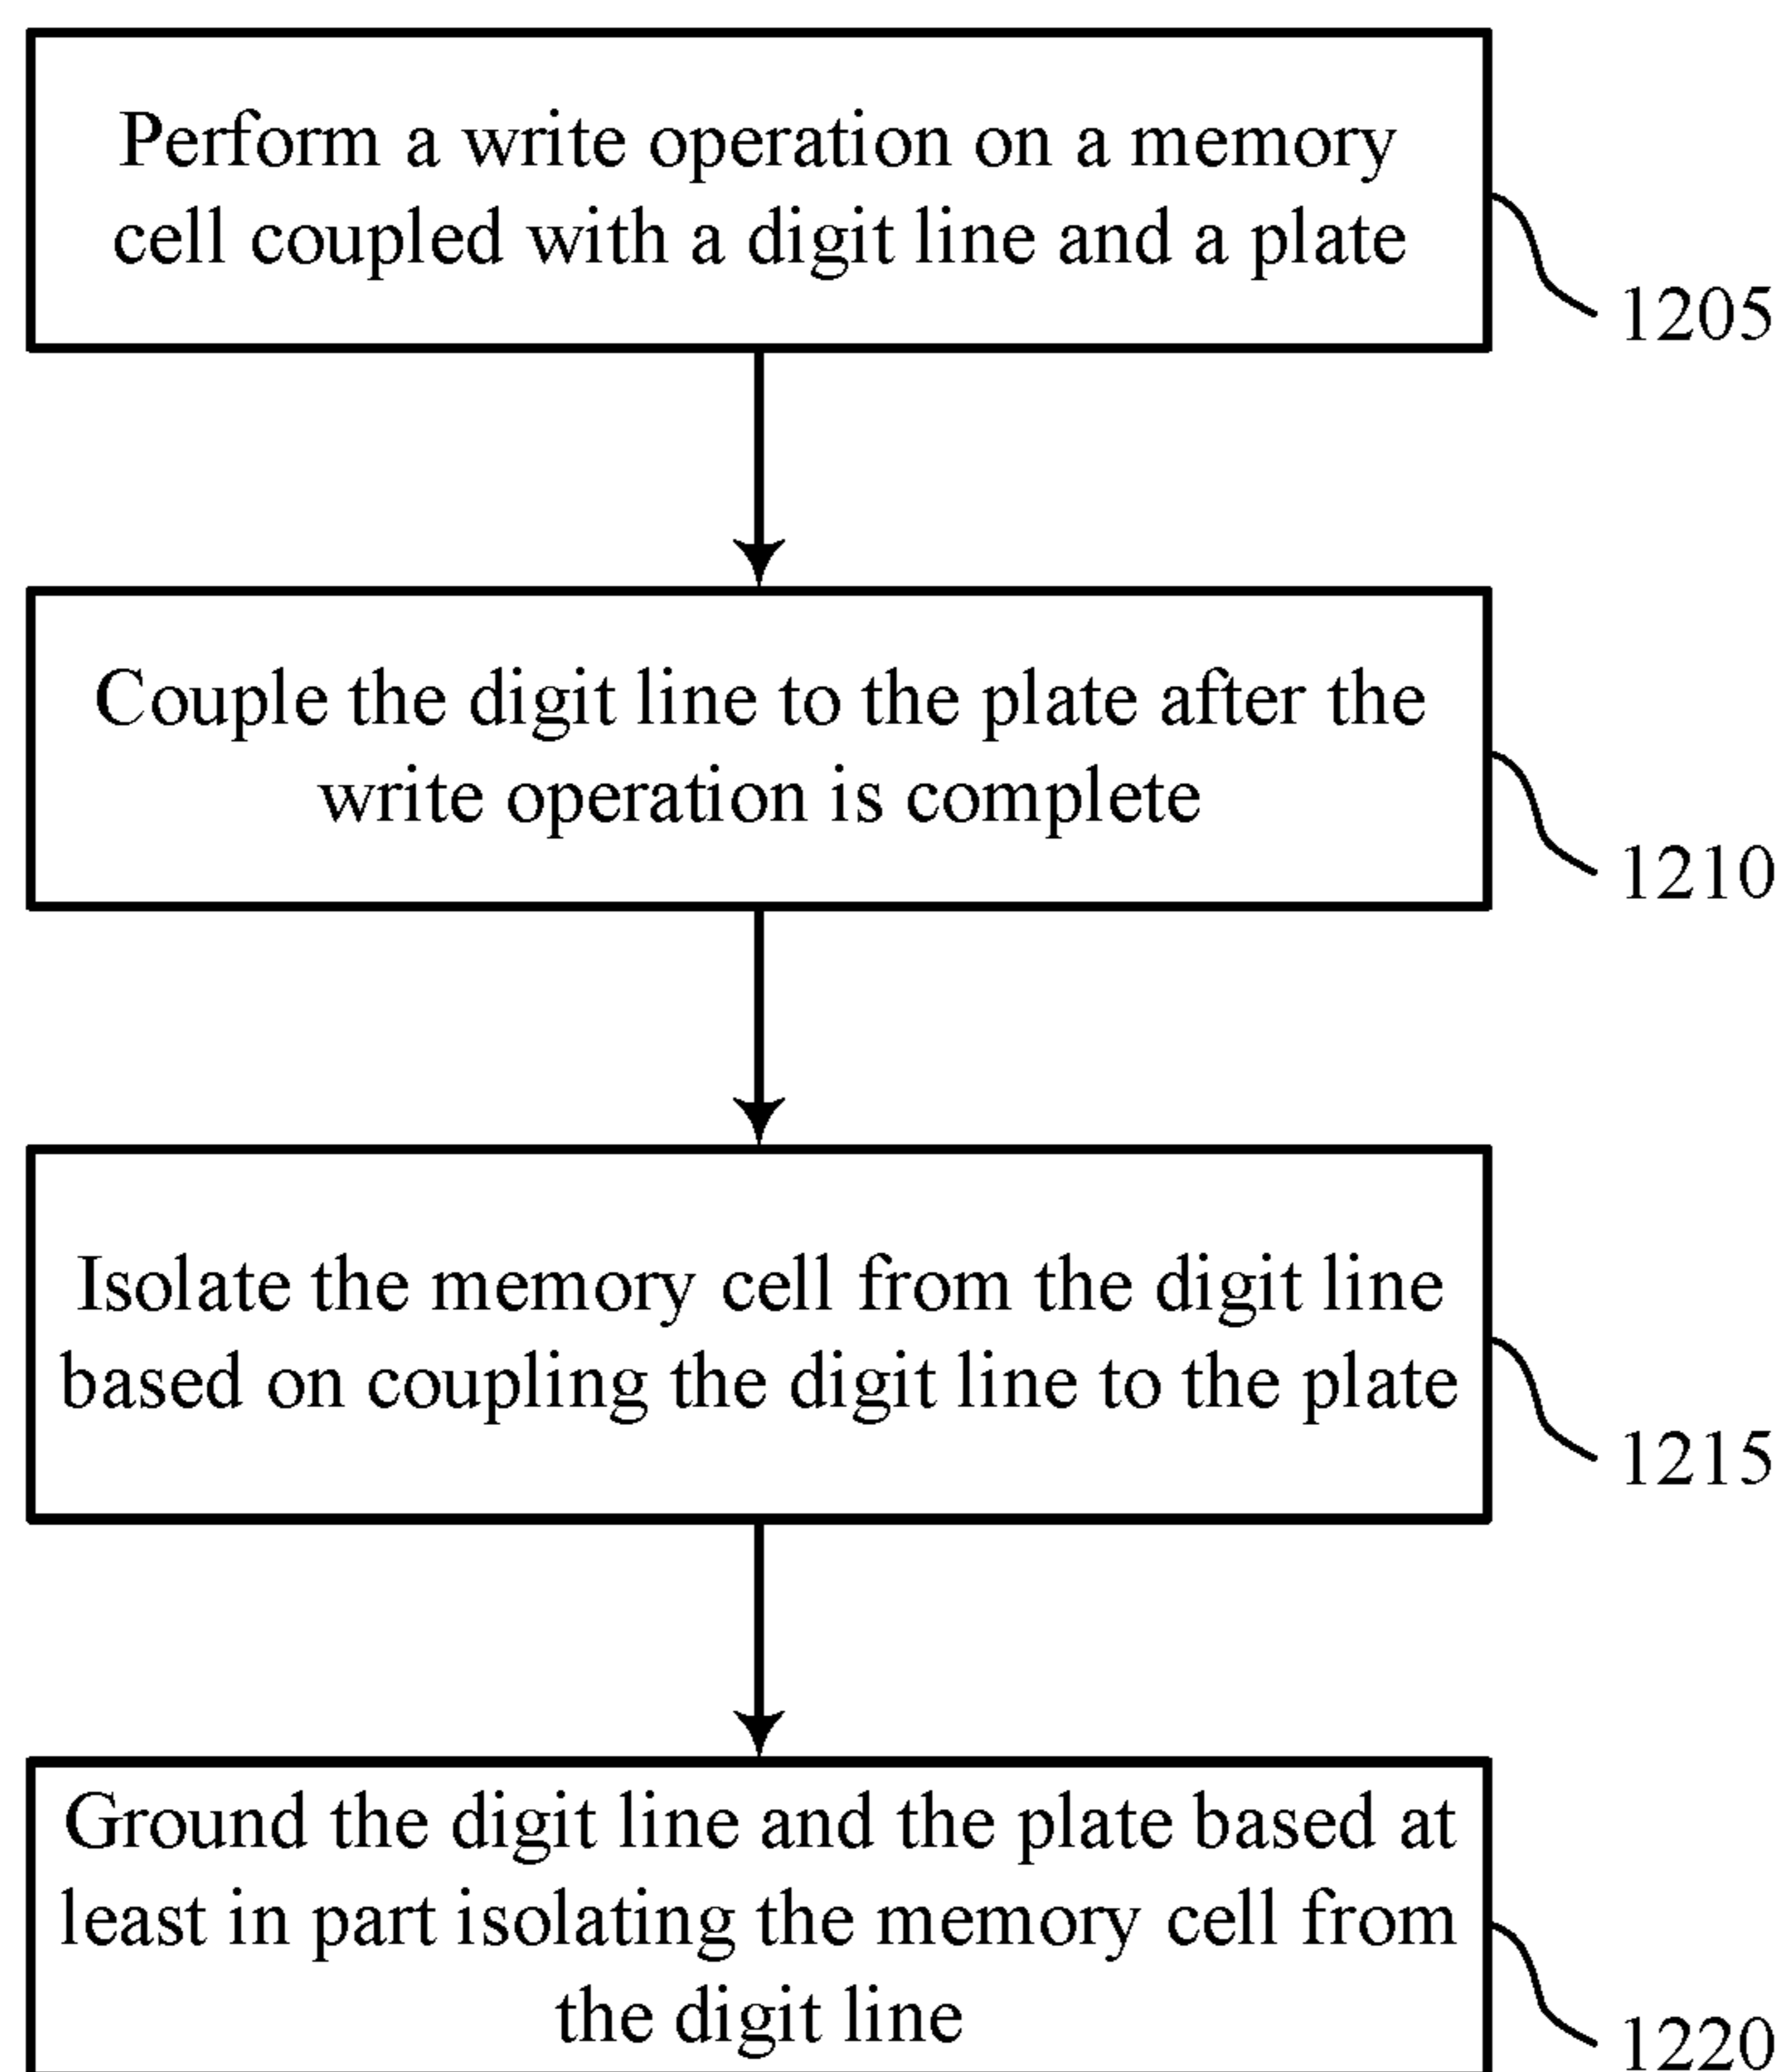 Perform a write operation on a memory
cell coupled with a digit line and a plate
1205
Couple the digit line to the plate after the
write operation is complete
1210
Isolate the memory cell from the digit line
based on coupling the digit line to the plate
1215
Ground the digit line and the plate based at
least in part isolating the memory cell from
the digit line
1220